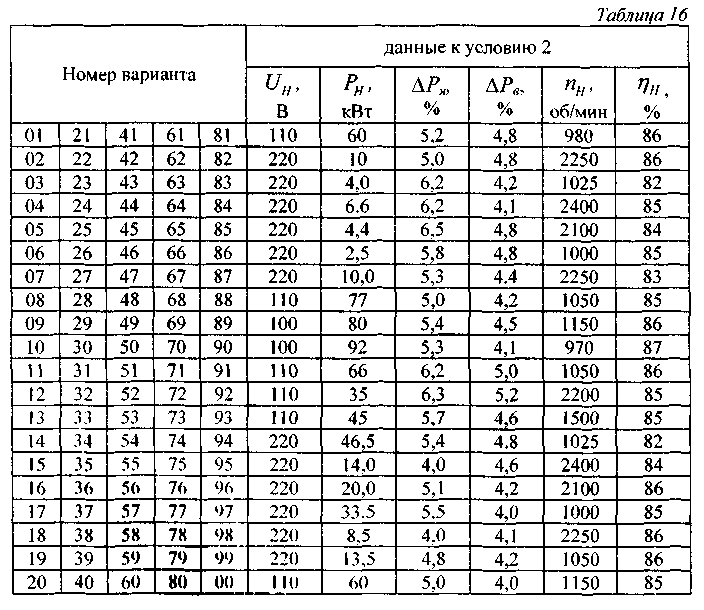 Таблица 16
Номер варианта
данные к условию 2
U_Н, В
P_Н, кВт
ΔP_я, %
ΔP_в, %
n_Н, об/мин
η_Н, %
01 21 41 61 81 110 60 5,2 4,8 980 86
02 22 42 62 82 220 10 5,0 4,8 2250 86
03 23 43 63 83 220 4,0 6,2 4,2 1025 82
04 24 44 64 84 220 6.6 6,2 4,1 2400 85
05 25 45 65 85 220 4,4 6,5 4,8 2100 84
06 26 46 66 86 220 2,5 5,8 4,8 1000 85
07 27 47 67 87 220 10,0 5,3 4.4 2250 83
08 28 48 68 88 110 77 5,0 4,2 1050 85
09 29 49 69 89 100 80 5,4 4,5 1150 86
10 30 50 70 90 100 92 5,3 4,1 970 87
11 31 51 71 91 110 66 6,2 5,0 1050 86
12 32 52 72 92 110 35 6,3 5,2 2200 85
13 33 53 73 93 110 45 5,7 4,6 1500 85
14 34 54 74 94 220 46,5 5,4 4,8 1025 82
15 35 55 75 95 220 14,0 4,0 4,6 2400 84
16 36 56 76 96 220 20,0 5,1 4,2 2100 86
17 37 57 77 97 220 33.5 5.5 4,0 1000 85
18 38 58 78 98 220 8,5 4,0 4,1 2250 86
19 39 59 79 99 220 13,5 4,8 4,2 1050 86
20 40 60 80 00 110 60 5,0 4,0 1150 85